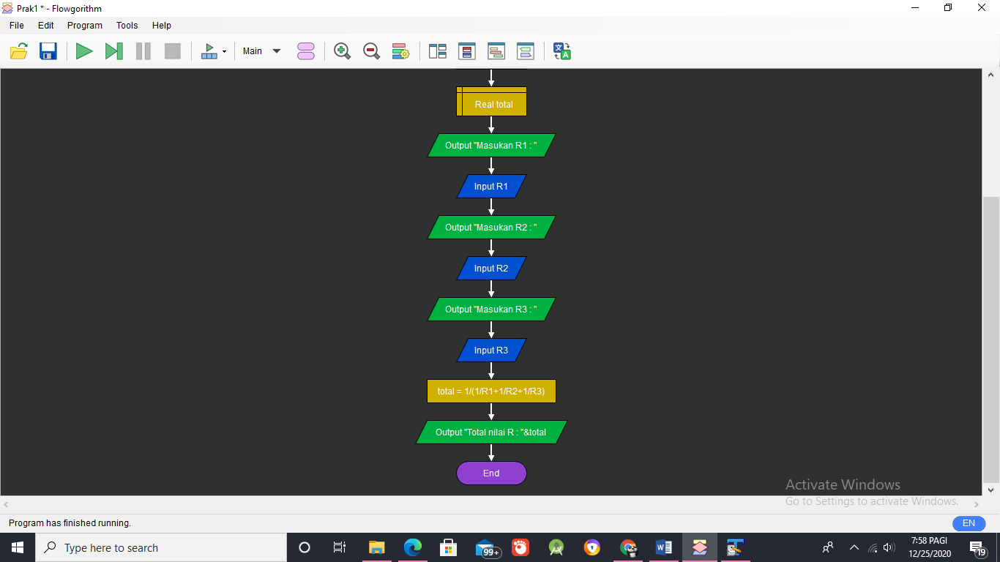 Prak1 * - Flowgorithm
File Edit Program Tools Help
Main
Real total
Output "Masukan R1 : "
Input R1
Output "Masukan R2 : "
Input R2
Output "Masukan R3 : "
Input R3
total = 1/(1/R1+1/R2+1/R3)
Output "Total nilai R : "&total
End
Activate Windows
Go to Settings to activate Windows.
Program has finished running.
EN
Type here to search
99+
7:58 PAGI
12/25/2020
19